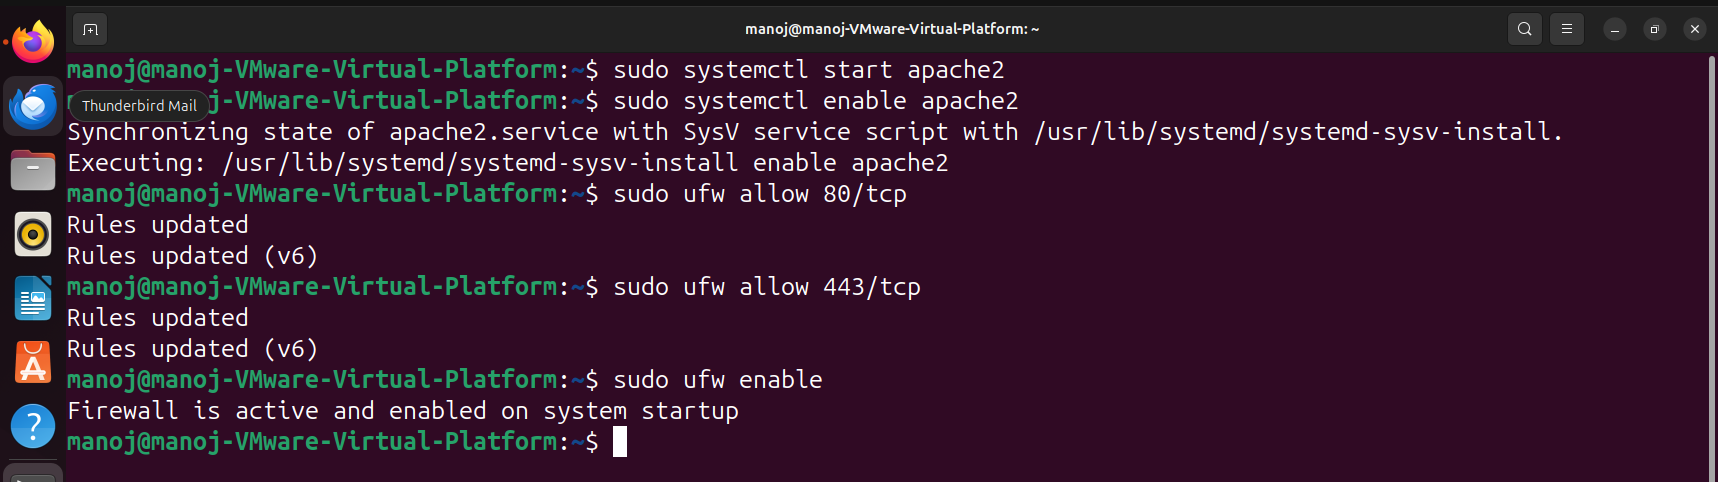 manoj@manoj-VMware-Virtual-Platform: ~
manoj@manoj-VMware-Virtual-Platform:~$ sudo systemctl start apache2
Thunderbird Mail
j-VMware-Virtual-Platform:~$ sudo systemctl enable apache2
Synchronizing state of apache2.service with SysV service script with /usr/lib/systemd/systemd-sysv-install.
Executing: /usr/lib/systemd/systemd-sysv-install enable apache2
manoj@manoj-VMware-Virtual-Platform:~$ sudo ufw allow 80/tcp
Rules updated
Rules updated (v6)
manoj@manoj-VMware-Virtual-Platform:~$ sudo ufw allow 443/tcp
Rules updated
Rules updated (v6)
manoj@manoj-VMware-Virtual-Platform:~$ sudo ufw enable
Firewall is active and enabled on system startup
manoj@manoj-VMware-Virtual-Platform:~$